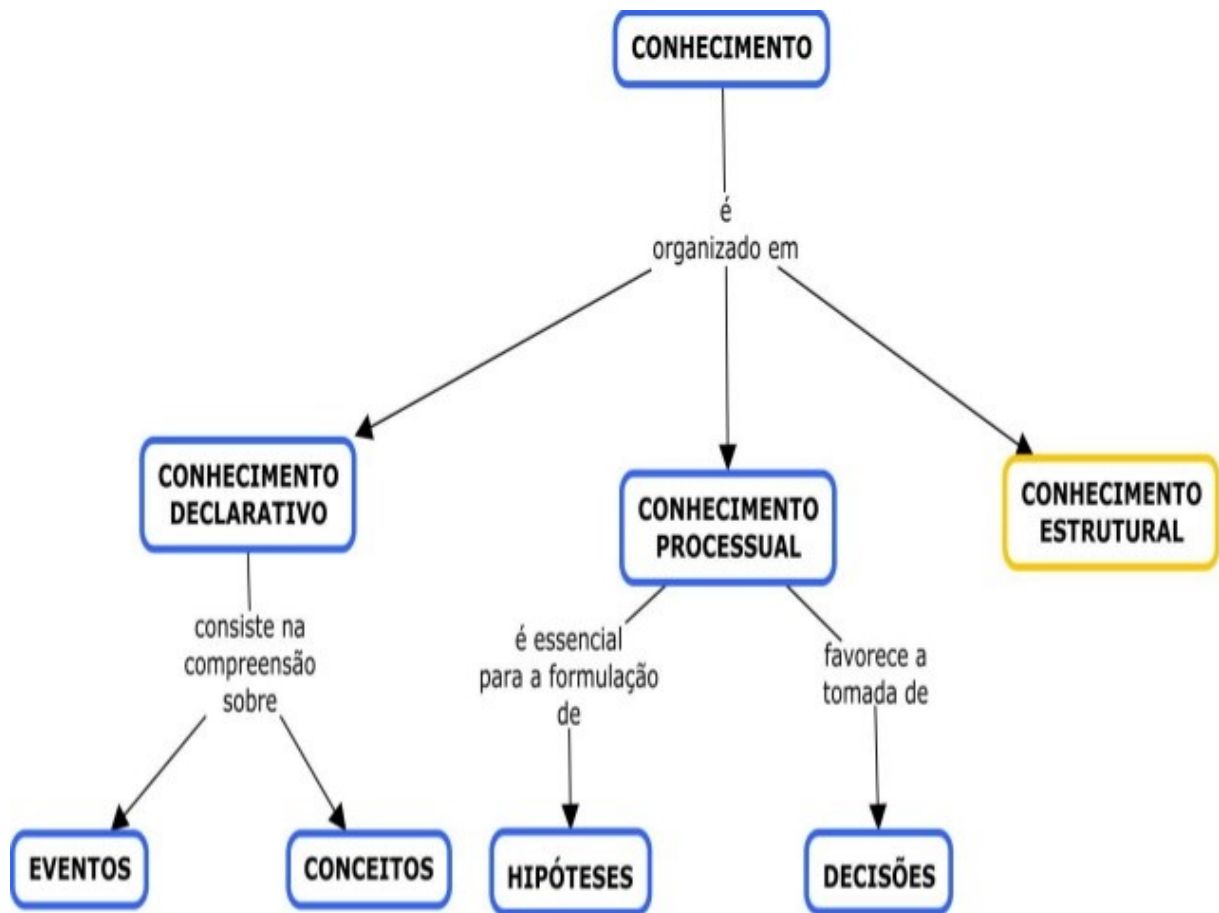 CONHECIMENTO
é
organizado em
CONHECIMENTO
DECLARATIVO
CONHECIMENTO
PROCESSUAL
CONHECIMENTO
ESTRUTURAL
consiste na
compreensão
sobre
é essencial
para a formulação
de
favorece a
tomada de
EVENTOS
CONCEITOS
HIPÓTESES
DECISÕES